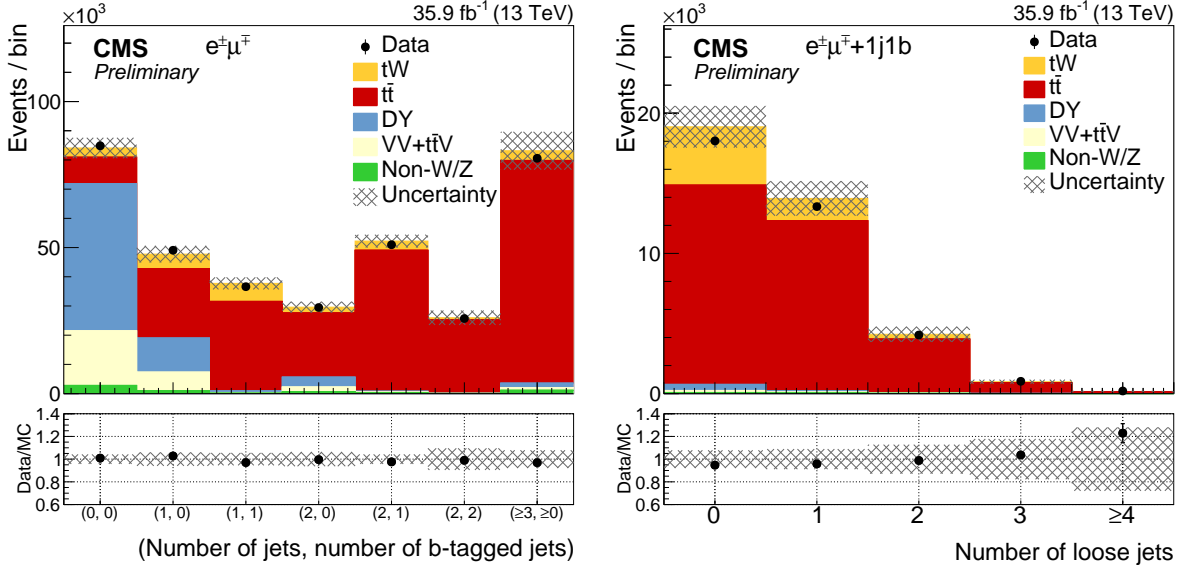 ×10³
35.9 fb⁻¹ (13 TeV)
CMS
Preliminary
e±μ∓
Data
tW
tt̄
DY
VV+tt̄V
Non-W/Z
Uncertainty
Events / bin
100
50
0
Data/MC
1.4
1.2
1
0.8
0.6
(0, 0) (1, 0) (1, 1) (2, 0) (2, 1) (2, 2) (≥3, ≥0)
(Number of jets, number of b-tagged jets)
×10³
35.9 fb⁻¹ (13 TeV)
CMS
Preliminary
e±μ∓+1j1b
Data
tW
tt̄
DY
VV+tt̄V
Non-W/Z
Uncertainty
Events / bin
20
10
0
Data/MC
1.4
1.2
1
0.8
0.6
0 1 2 3 ≥4
Number of loose jets